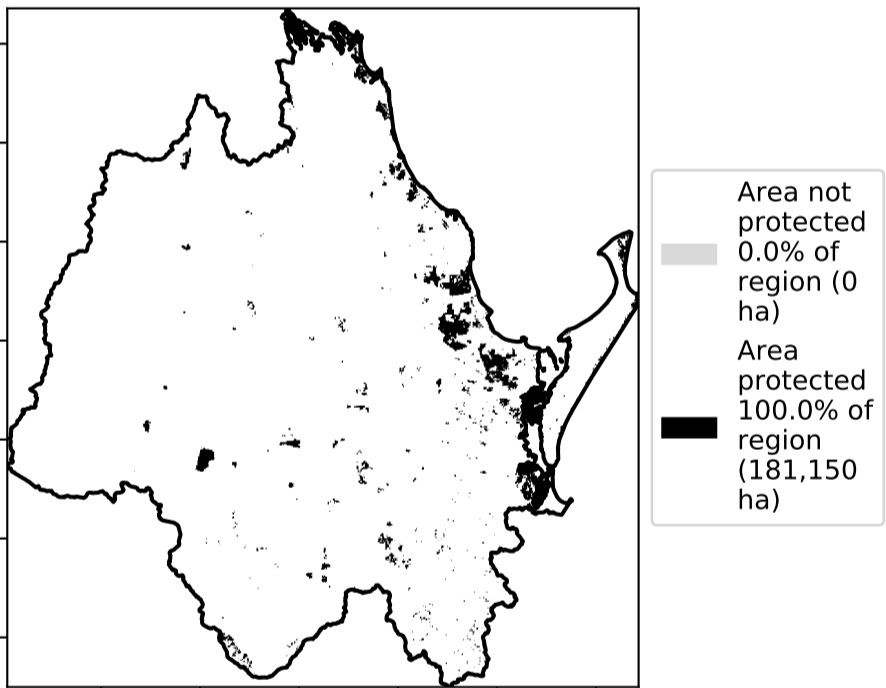 Area not
protected
0.0% of
region (0
ha)
Area
protected
100.0% of
region
(181,150
ha)